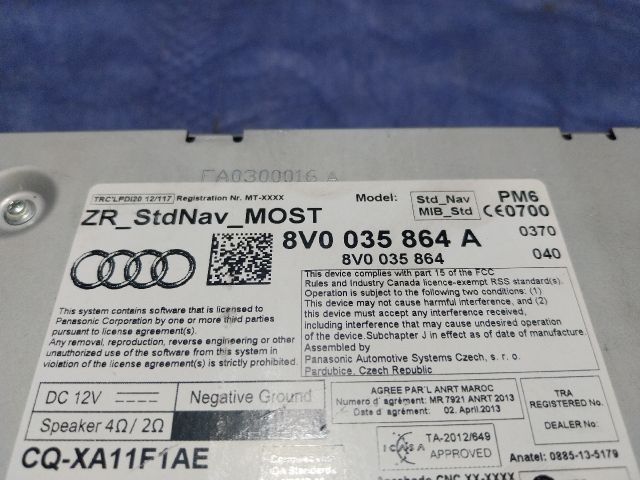 FA0300016 A
TRC'LPDI20 12/117 Registration Nr. MT-XXXX
Model: Std_Nav MIB_Std
PM6
CE0700
ZR_StdNav_MOST
8V0 035 864 A
0370
8V0 035 864
040
This device complies with part 15 of the FCC
Rules and Industry Canada licence-exempt RSS standard(s).
Operation is subject to the following two conditions: (1)
This device may not cause harmful interference, and (2)
this device must accept any interference received,
including interference that may cause undesired operation
of the device. Subchapter J in effect as of date of manufacture.
Assembled by
Panasonic Automotive Systems Czech, s. r. o.
Pardubice, Czech Republic
This system contains software that is licensed to
Panasonic Corporation by one or more third parties
pursuant to license agreement(s).
Any removal, reproduction, reverse engineering or other
unauthorized use of the software in violation
of the license agreement(s) is strictly prohibited.
DC 12V
Negative Ground
Speaker 4Ω / 2Ω
CQ-XA11F1AE
AGREE PAR'L ANRT MAROC
Numero d'agrément: MR 7921 ANRT 2013
Date d'agrément: 02. April 2013
TRA
REGISTERED No.
DEALER No:
ICASA
TA-2012/649
APPROVED
Anatel: 0885-13-5179